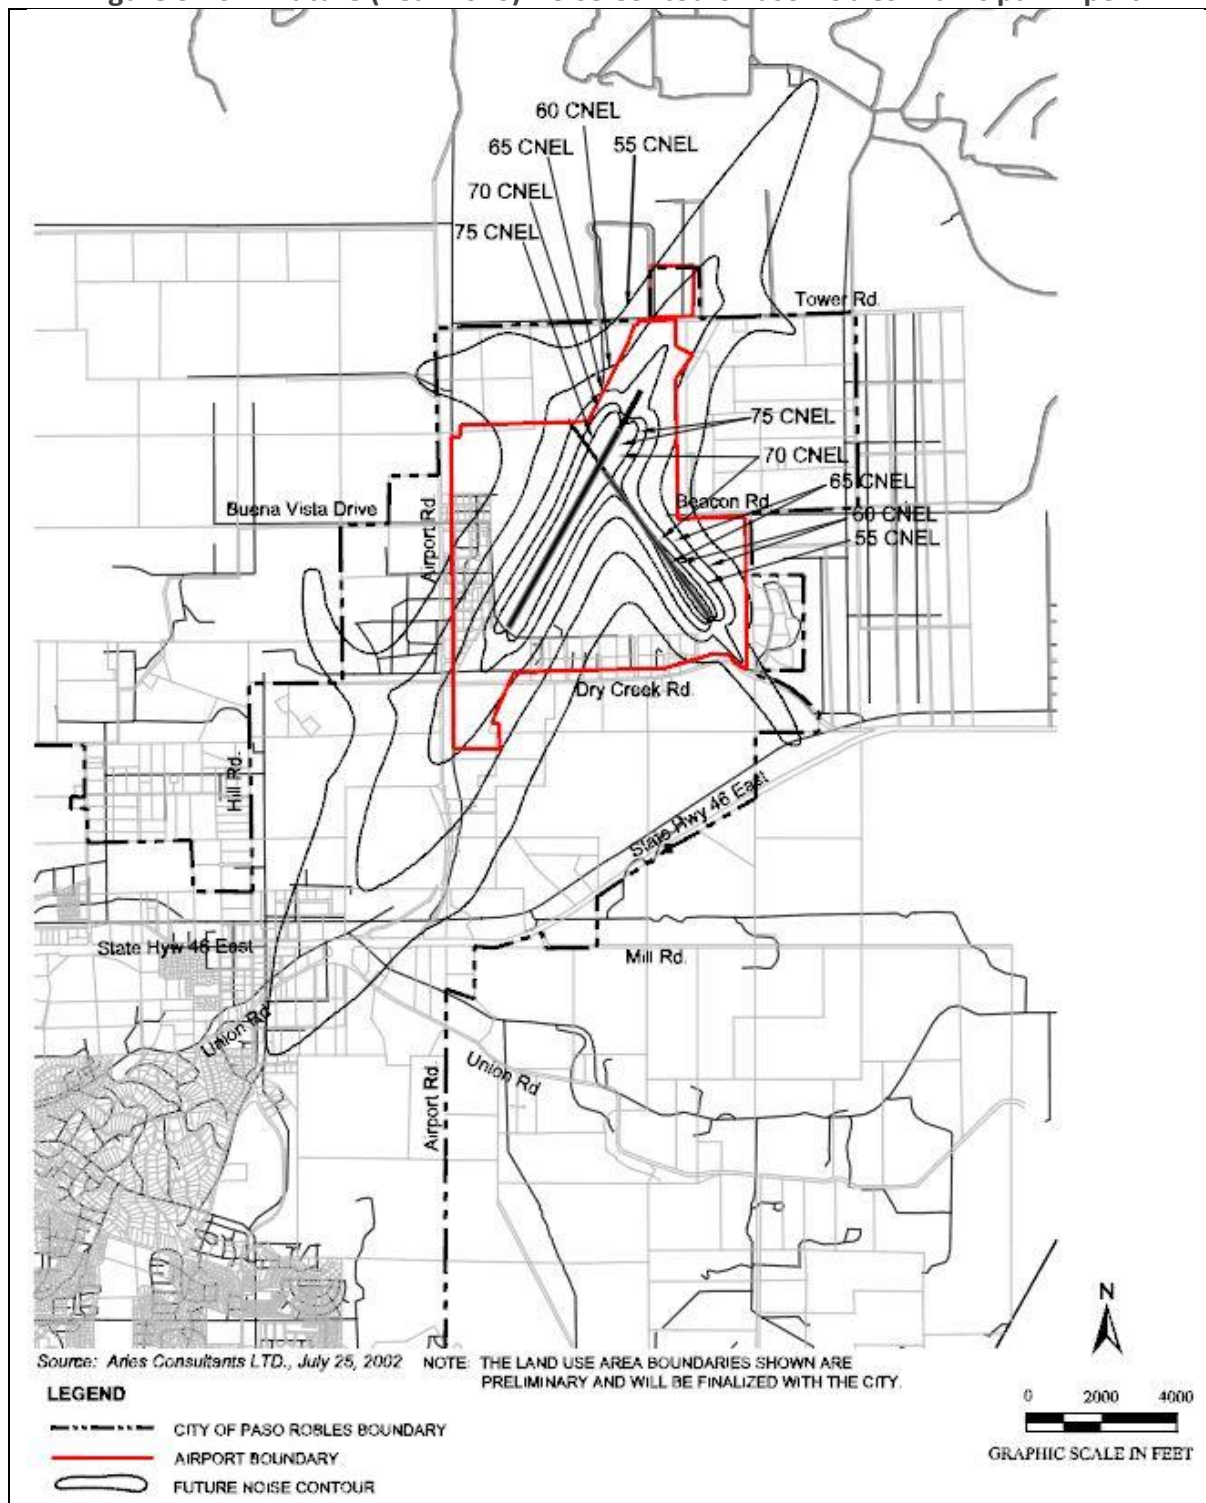 60 CNEL
65 CNEL
55 CNEL
70 CNEL
75 CNEL
Tower Rd.
75 CNEL
70 CNEL
65 CNEL
60 CNEL
55 CNEL
Beacon Rd.
Buena Vista Drive
Airport Rd.
Dry Creek Rd.
Hill Rd.
State Hwy 46 East
State Hyw 46 East
Mill Rd.
Union Rd
Union Rd
Airport Rd.
N
Source: Aries Consultants LTD., July 25, 2002
NOTE: THE LAND USE AREA BOUNDARIES SHOWN ARE
PRELIMINARY AND WILL BE FINALIZED WITH THE CITY.
LEGEND
CITY OF PASO ROBLES BOUNDARY
AIRPORT BOUNDARY
FUTURE NOISE CONTOUR
0 2000 4000
GRAPHIC SCALE IN FEET